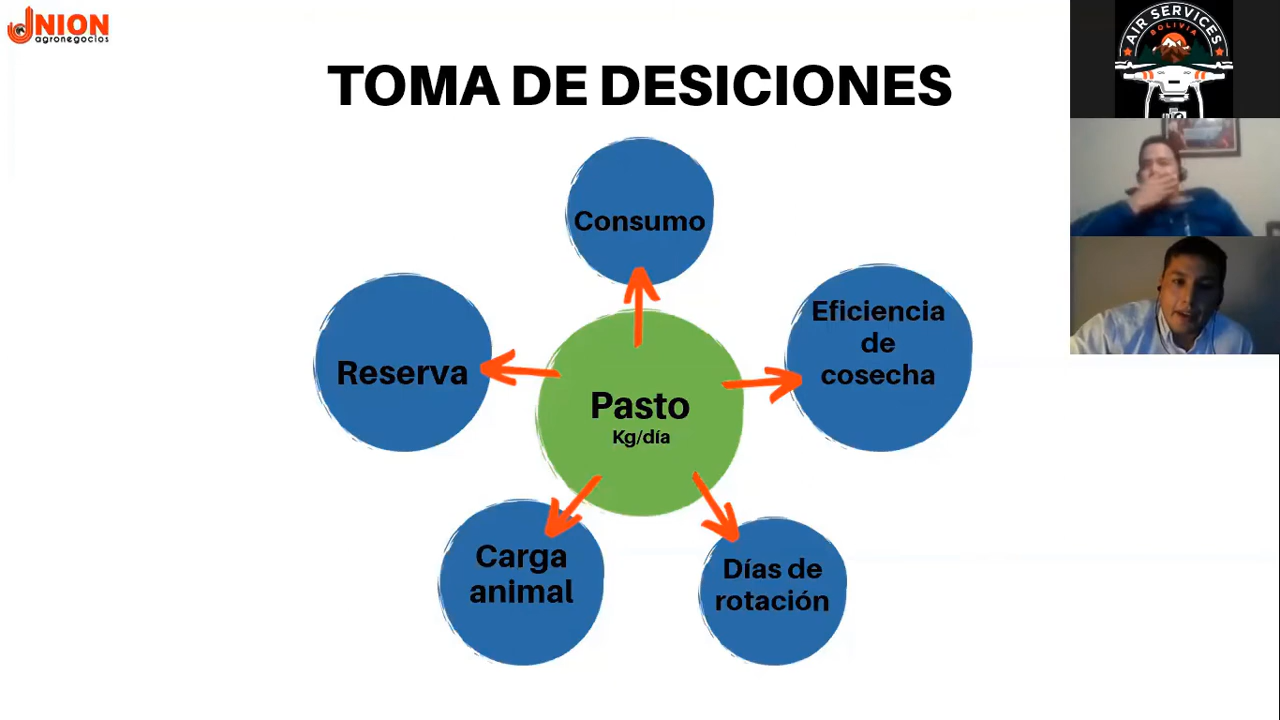 UNION
agronegocios
AIR SERVICES
BOLIVIA
TOMA DE DESICIONES
Consumo
Eficiencia
de
cosecha
Reserva
Pasto
Kg/día
Carga
animal
Días de
rotación